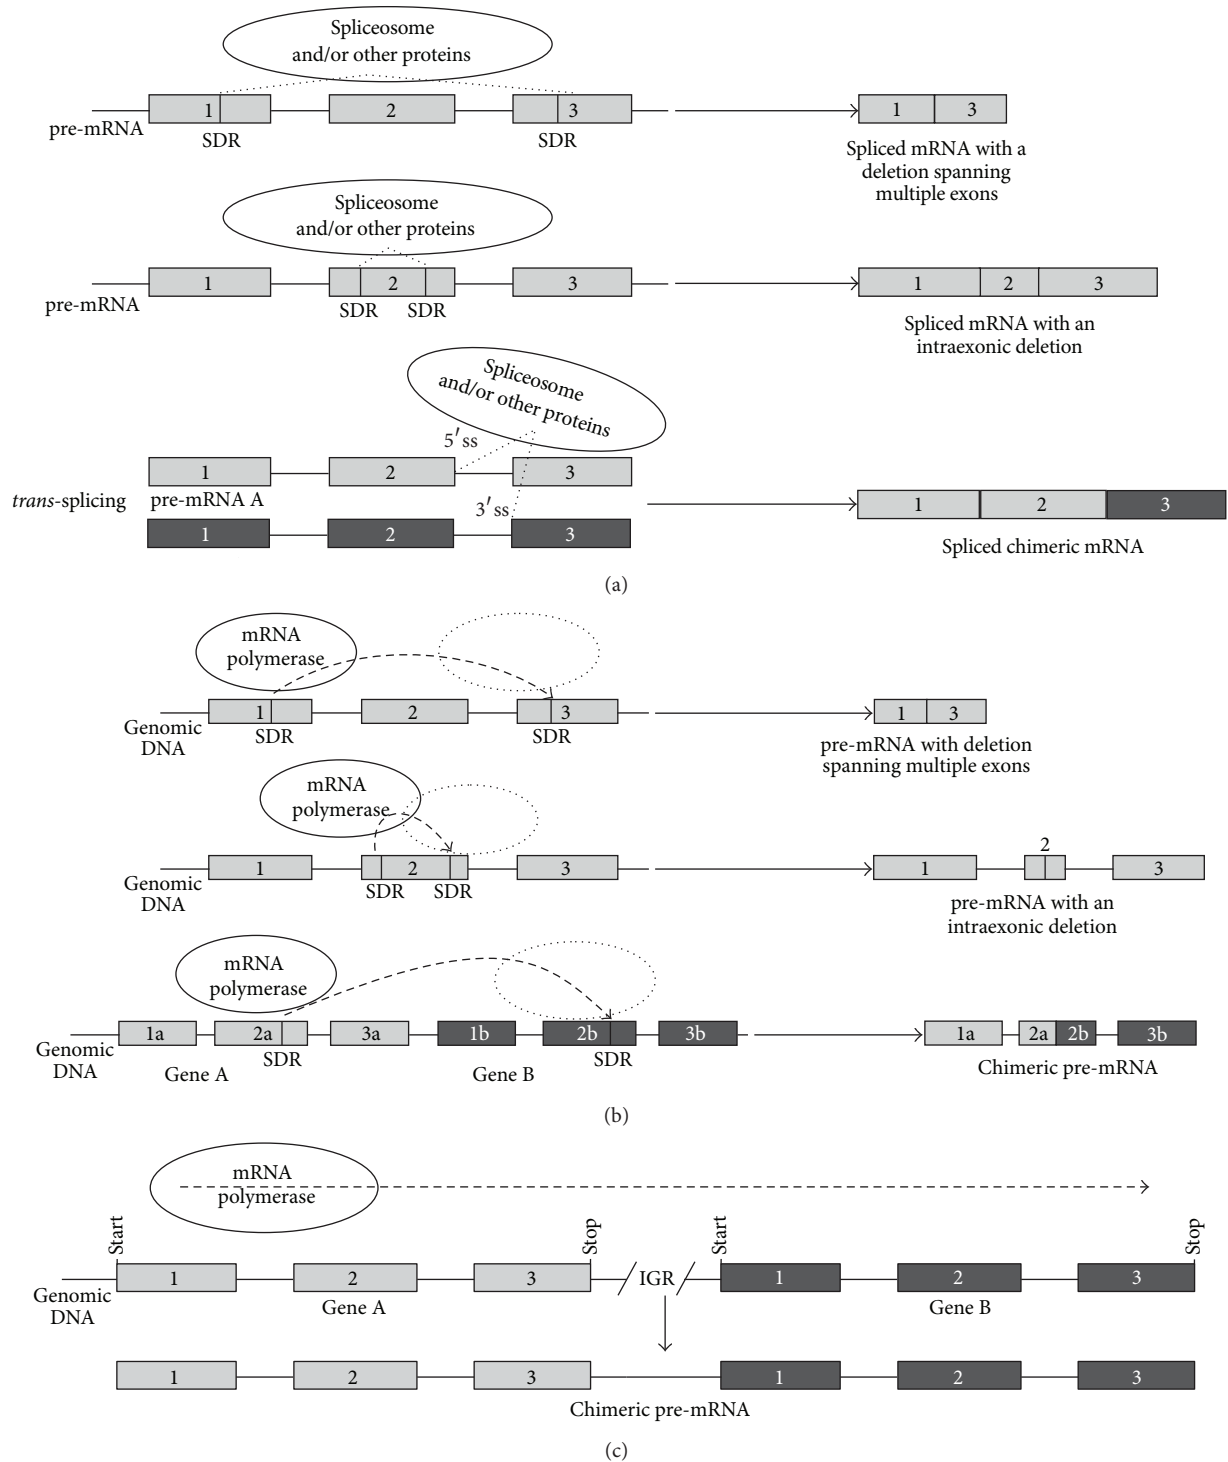 Spliceosome
and/or other proteins
1 2 3
pre-mRNA
SDR SDR
1 3
Spliced mRNA with a
deletion spanning
multiple exons
Spliceosome
and/or other proteins
1 2 3
pre-mRNA
SDR SDR
1 2 3
Spliced mRNA with an
intraexonic deletion
Spliceosome
and/or other proteins
5′ ss
1 2 3
trans-splicing
pre-mRNA A
3′ ss
1 2 3
1 2 3
Spliced chimeric mRNA
(a)
mRNA
polymerase
1 2 3
Genomic
DNA
SDR SDR
1 3
pre-mRNA with deletion
spanning multiple exons
mRNA
polymerase
1 2 3
Genomic
DNA
SDR SDR
2
1 3
pre-mRNA with an
intraexonic deletion
mRNA
polymerase
1a 2a 3a 1b 2b 3b
Genomic
DNA
SDR SDR
Gene A Gene B
1a 2a 2b 3b
Chimeric pre-mRNA
(b)
mRNA
polymerase
Start Stop Start Stop
1 2 3 IGR 1 2 3
Genomic
DNA
Gene A Gene B
1 2 3 1 2 3
Chimeric pre-mRNA
(c)